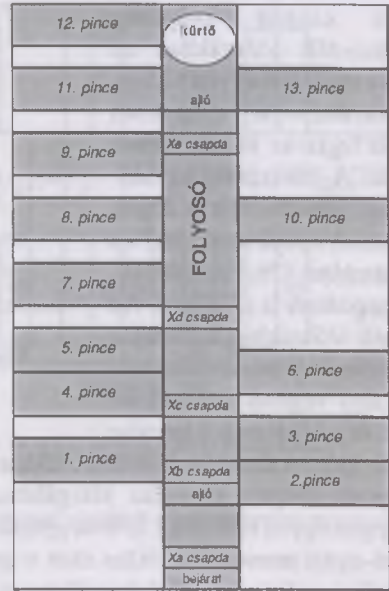 12. pince
kürtő
11. pince
ajtó
13. pince
9. pince
Xe csapda
8. pince
10. pince
FOLYOSÓ
7. pince
Xd csapda
5. pince
6. pince
4. pince
Xc csapda
3. pince
1. pince
Xb csapda
2. pince
ajtó
Xa csapda
bejárat